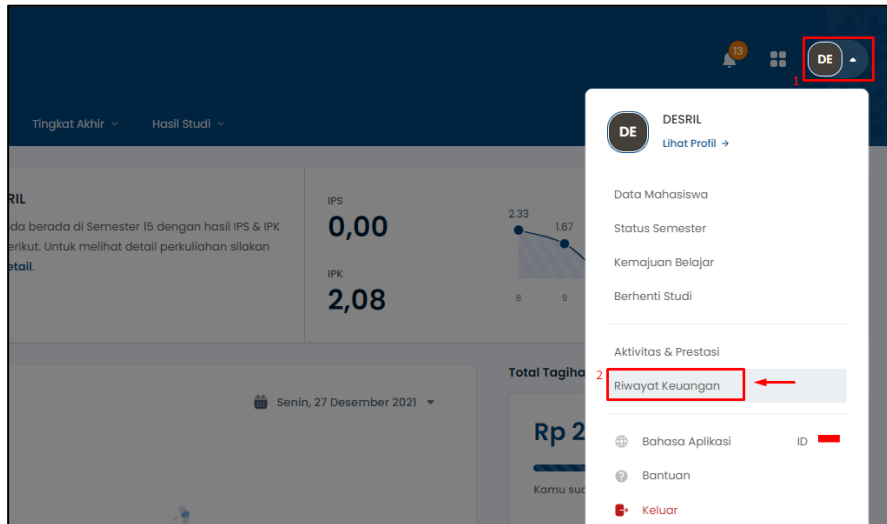 13
DE
1
Tingkat Akhir
Hasil Studi
DE
DESRIL
Lihat Profil →
RIL
da berada di Semester 15 dengan hasil IPS & IPK
erikut. Untuk melihat detail perkuliahan silakan
etail.
IPS
0,00
IPK
2,08
2.33
1.67
8
9
Data Mahasiswa
Status Semester
Kemajuan Belajar
Berhenti Studi
Aktivitas & Prestasi
2
Riwayat Keuangan
Senin, 27 Desember 2021
Total Tagiha
Rp 2
Kamu suc
Bahasa Aplikasi
ID
Bantuan
Keluar